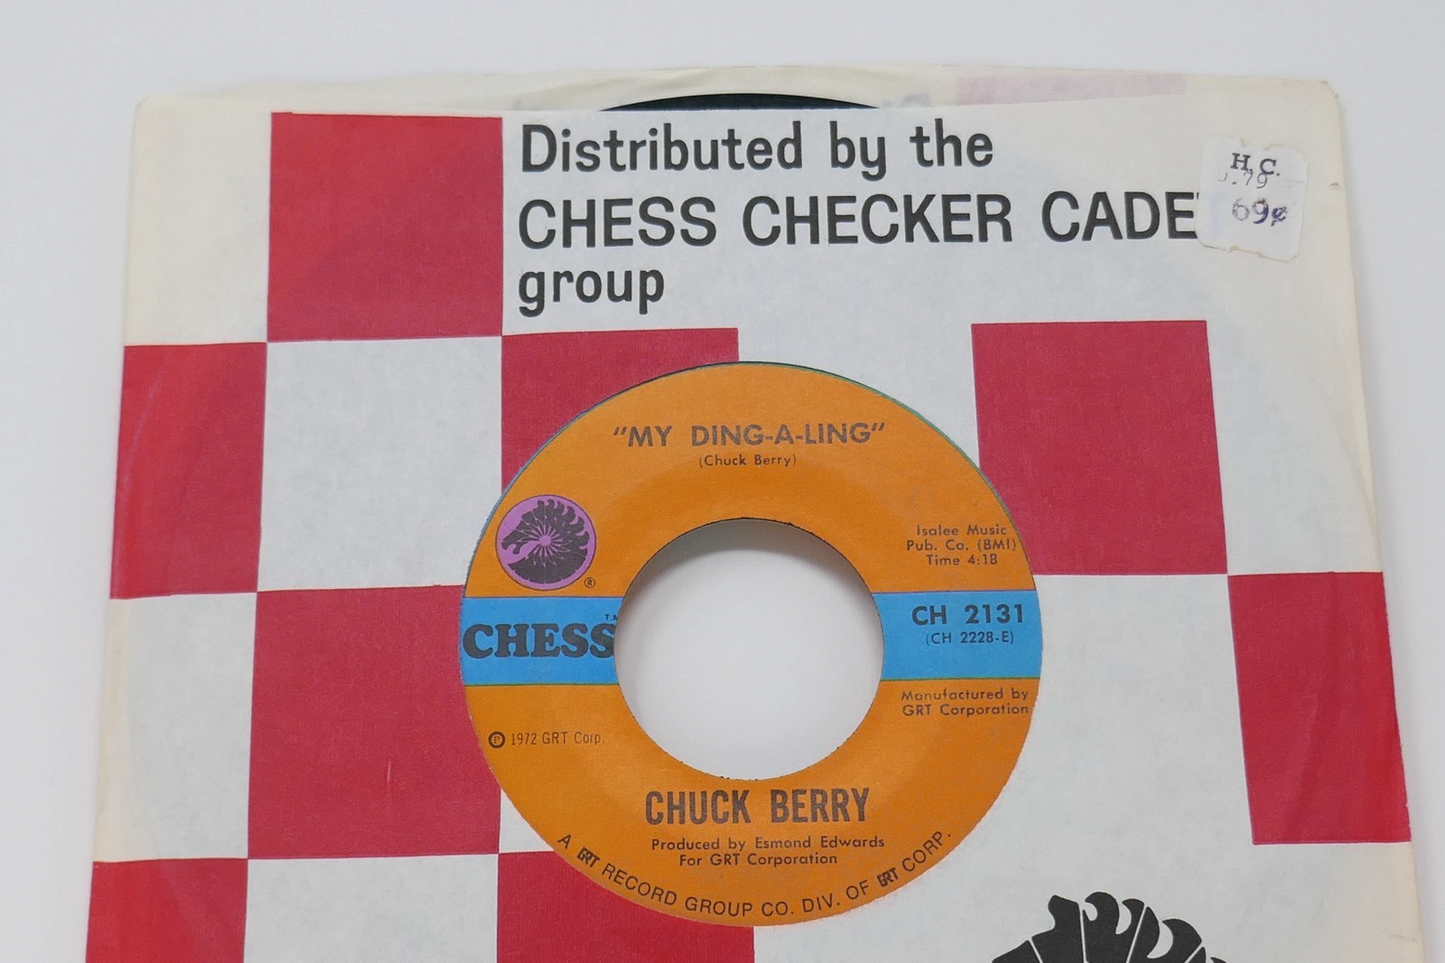 Distributed by the
CHESS CHECKER CADET
group
H.C.
.79
69¢
"MY DING-A-LING"
(Chuck Berry)
Isalee Music
Pub. Co. (BMI)
Time 4:18
®
T.M.
CHESS
CH 2131
(CH 2228-E)
Manufactured by
GRT Corporation
Ⓟ 1972 GRT Corp.
CHUCK BERRY
Produced by Esmond Edwards
For GRT Corporation
A GRT RECORD GROUP CO. DIV. OF GRT CORP.